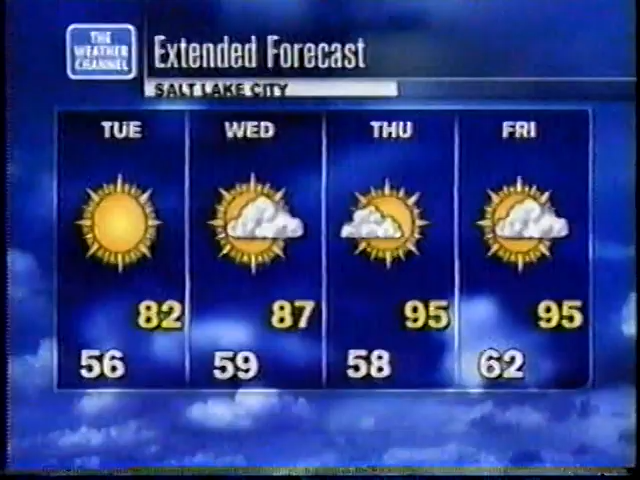 THE
WEATHER
CHANNEL
Extended Forecast
SALT LAKE CITY
TUE WED THU FRI
82 87 95 95
56 59 58 62